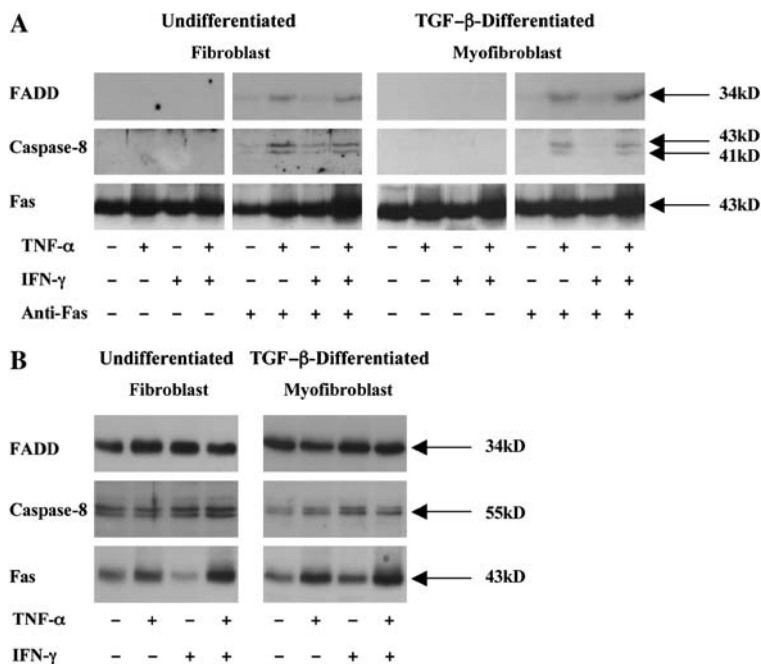 A
Undifferentiated TGF-β-Differentiated
Fibroblast Myofibroblast
FADD 34kD
Caspase-8 43kD
41kD
Fas 43kD
TNF-α - + - + - + - + - + - + - + - +
IFN-γ - - + + - - + + - - + + - - + +
Anti-Fas - - - - + + + + - - - - + + + +
B
Undifferentiated TGF-β-Differentiated
Fibroblast Myofibroblast
FADD 34kD
Caspase-8 55kD
Fas 43kD
TNF-α - + - + - + - +
IFN-γ - - + + - - + +